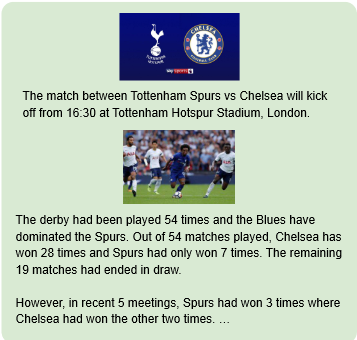 CHELSEA
sky sports
The match between Tottenham Spurs vs Chelsea will kick
off from 16:30 at Tottenham Hotspur Stadium, London.
The derby had been played 54 times and the Blues have
dominated the Spurs. Out of 54 matches played, Chelsea has
won 28 times and Spurs had only won 7 times. The remaining
19 matches had ended in draw.
However, in recent 5 meetings, Spurs had won 3 times where
Chelsea had won the other two times. …